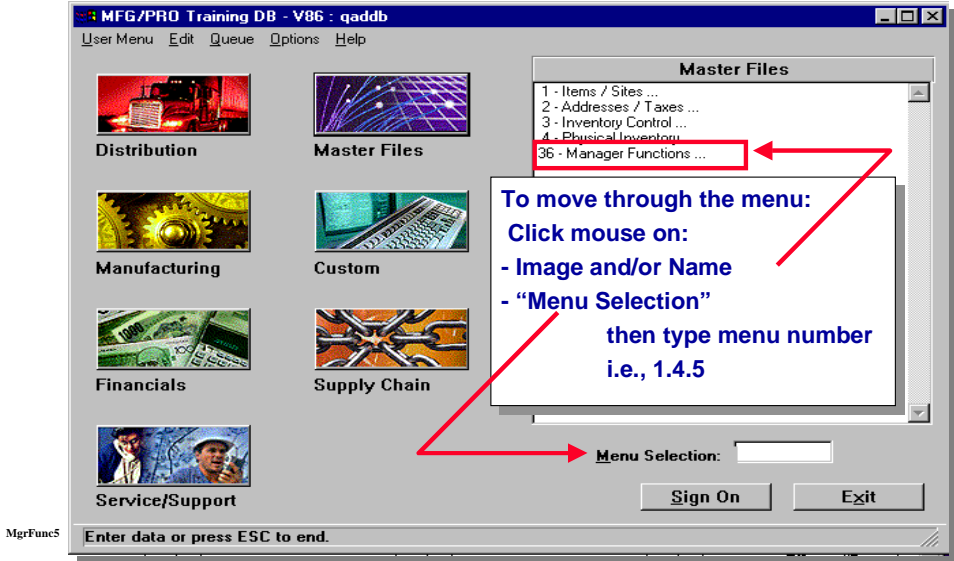 MFG/PRO Training DB - V86 : qaddb
User Menu Edit Queue Options Help
Distribution
Master Files
Manufacturing
Custom
Financials
Supply Chain
Service/Support
Master Files
1 - Items / Sites ...
2 - Addresses / Taxes ...
3 - Inventory Control ...
4 - Physical Inventory
36 - Manager Functions ...
To move through the menu:
Click mouse on:
- Image and/or Name
- “Menu Selection”
then type menu number
i.e., 1.4.5
Menu Selection:
Sign On
Exit
MgrFunc5
Enter data or press ESC to end.